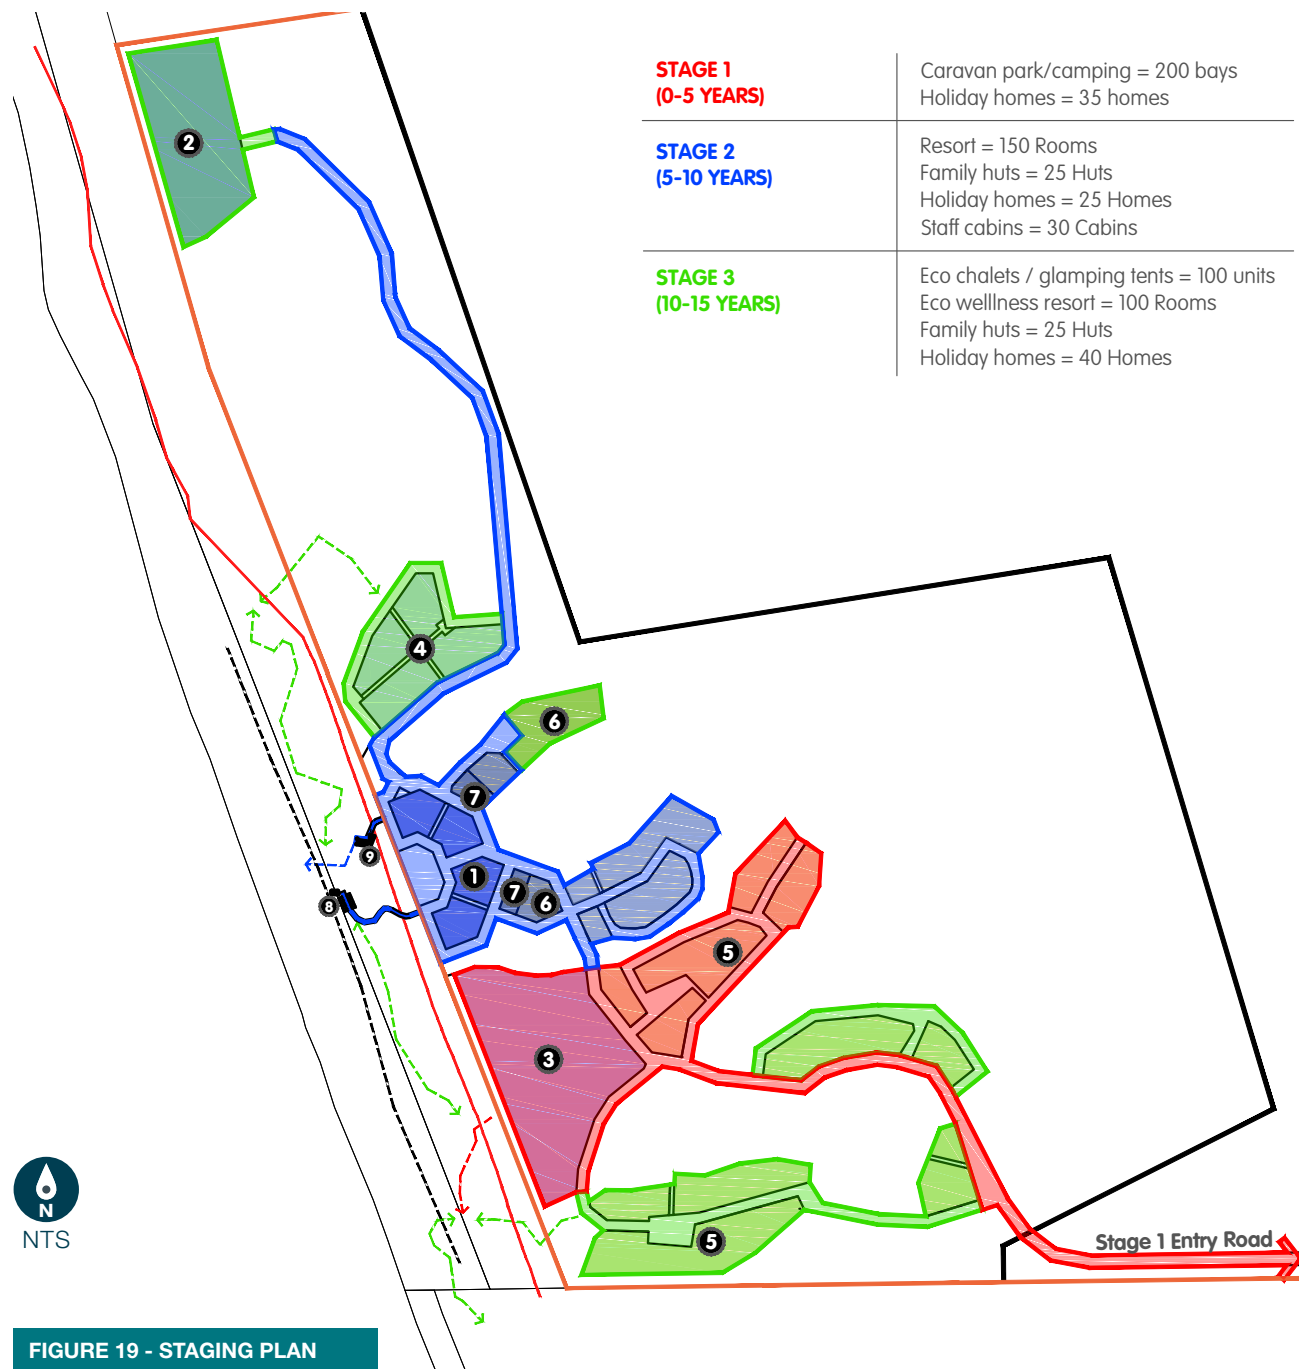 STAGE 1
(0-5 YEARS)
Caravan park/camping = 200 bays
Holiday homes = 35 homes
STAGE 2
(5-10 YEARS)
Resort = 150 Rooms
Family huts = 25 Huts
Holiday homes = 25 Homes
Staff cabins = 30 Cabins
STAGE 3
(10-15 YEARS)
Eco chalets / glamping tents = 100 units
Eco welllness resort = 100 Rooms
Family huts = 25 Huts
Holiday homes = 40 Homes
2
4
6
7
9
1
7
6
8
5
3
5
Stage 1 Entry Road
N
NTS
FIGURE 19 - STAGING PLAN